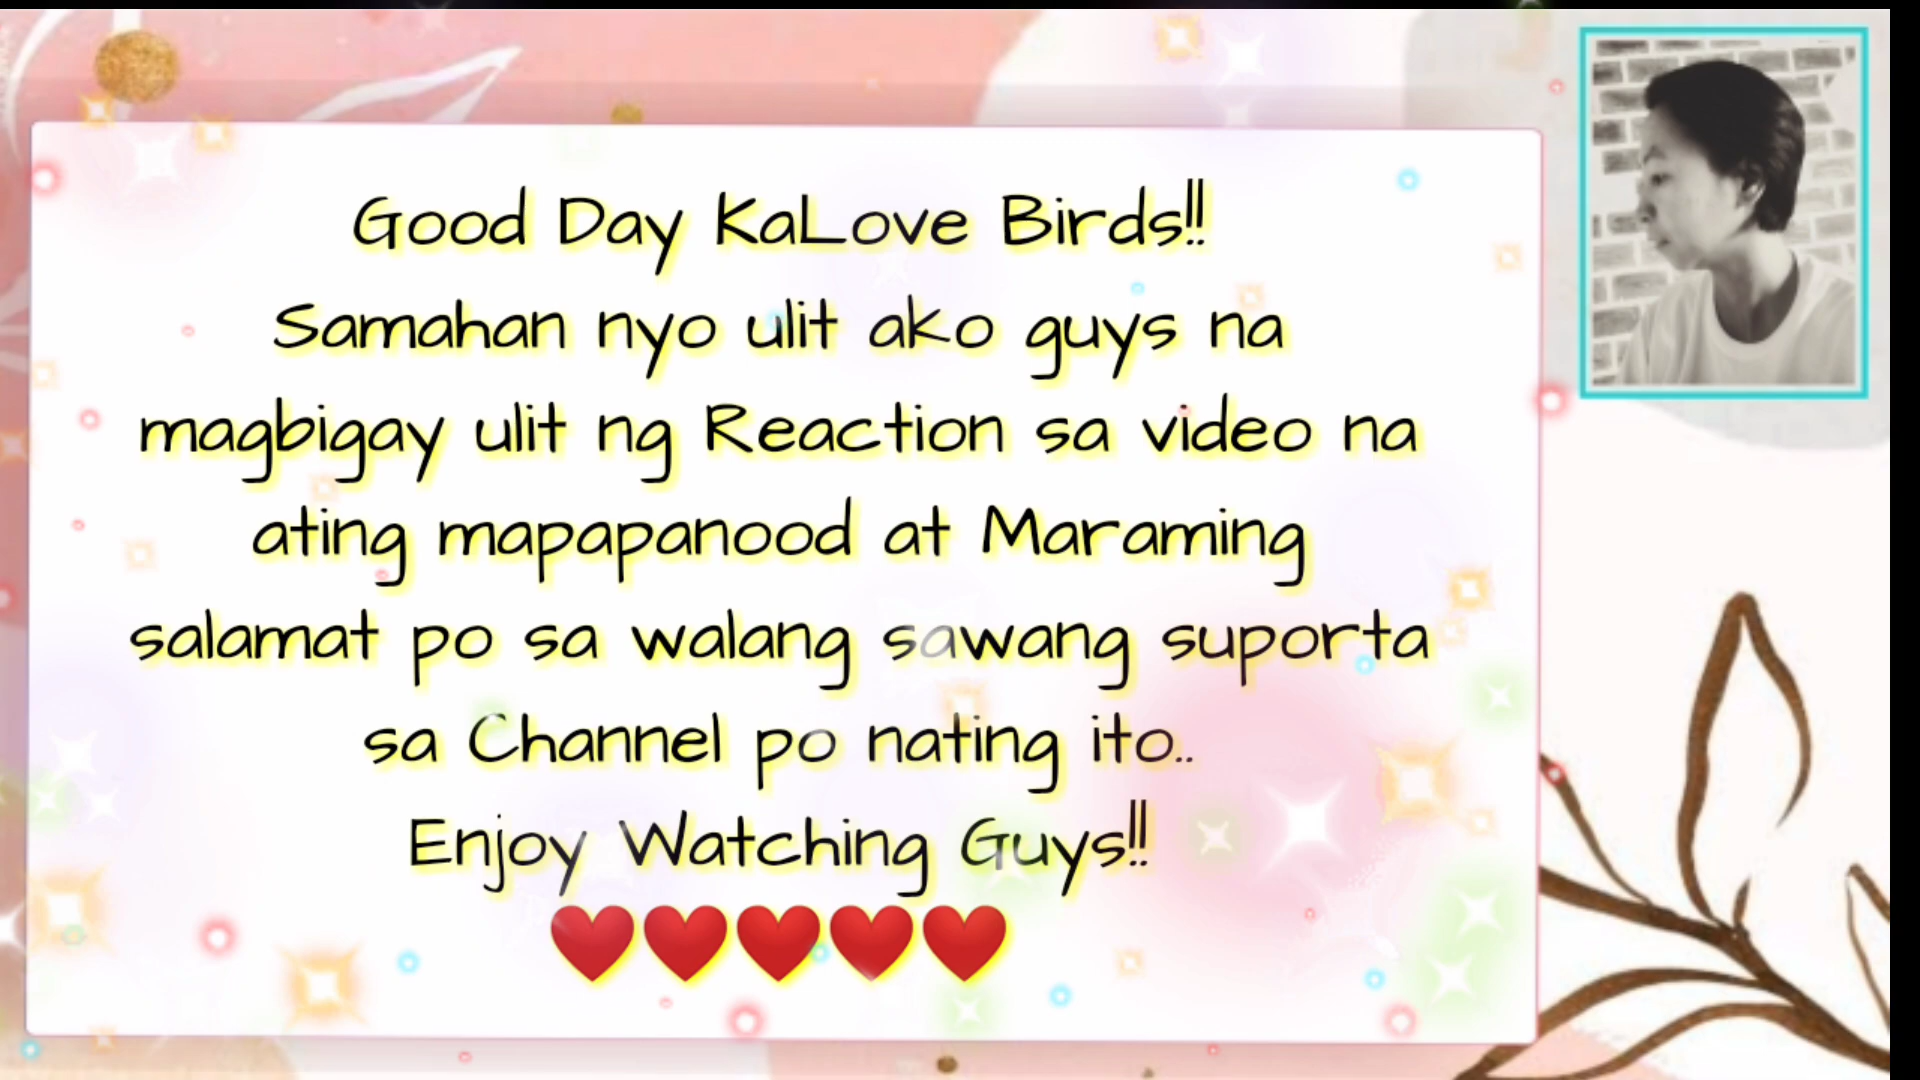 Good Day KaLove Birds!!
Samahan nyo ulit ako guys na
magbigay ulit ng Reaction sa video na
ating mapapanood at Maraming
salamat po sa walang sawang suporta
sa Channel po nating ito..
Enjoy Watching Guys!!
❤❤❤❤❤